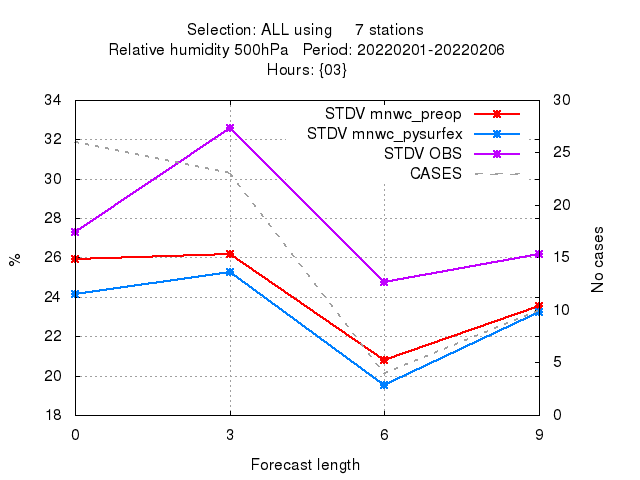 Selection: ALL using 7 stations
Relative humidity 500hPa Period: 20220201-20220206
Hours: {03}
34 30
STDV mnwc_preop
32
STDV mnwc_pysurfex
25
STDV OBS
30
CASES
28 20
26 15
%
No cases
24
10
22
5
20
18 0
0 3 6 9
Forecast length